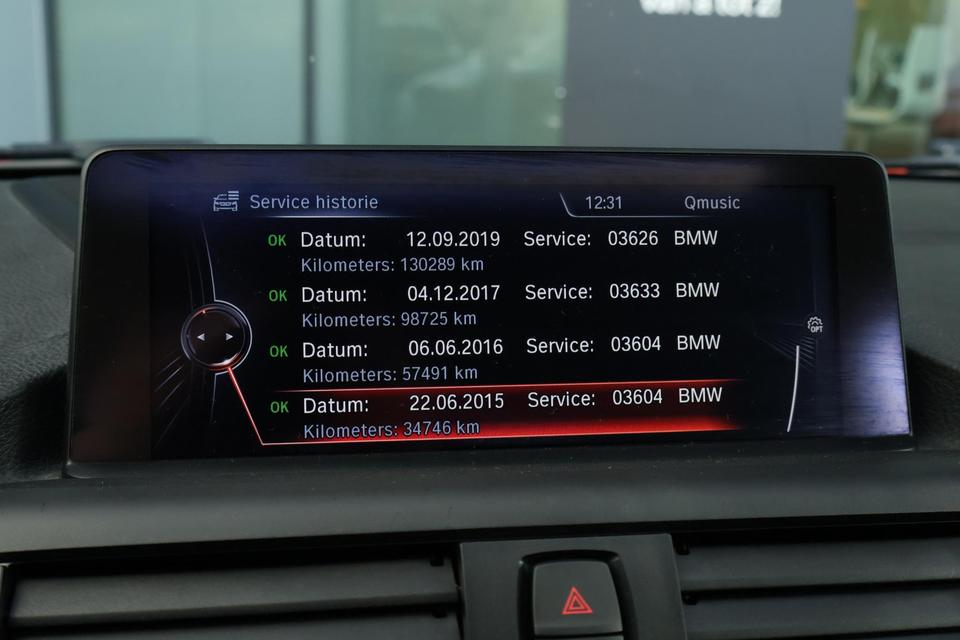 van a tot z!
Service historie 12:31 Qmusic
OK Datum: 12.09.2019 Service: 03626 BMW
Kilometers: 130289 km
OK Datum: 04.12.2017 Service: 03633 BMW
Kilometers: 98725 km
OPT
OK Datum: 06.06.2016 Service: 03604 BMW
Kilometers: 57491 km
OK Datum: 22.06.2015 Service: 03604 BMW
Kilometers: 34746 km